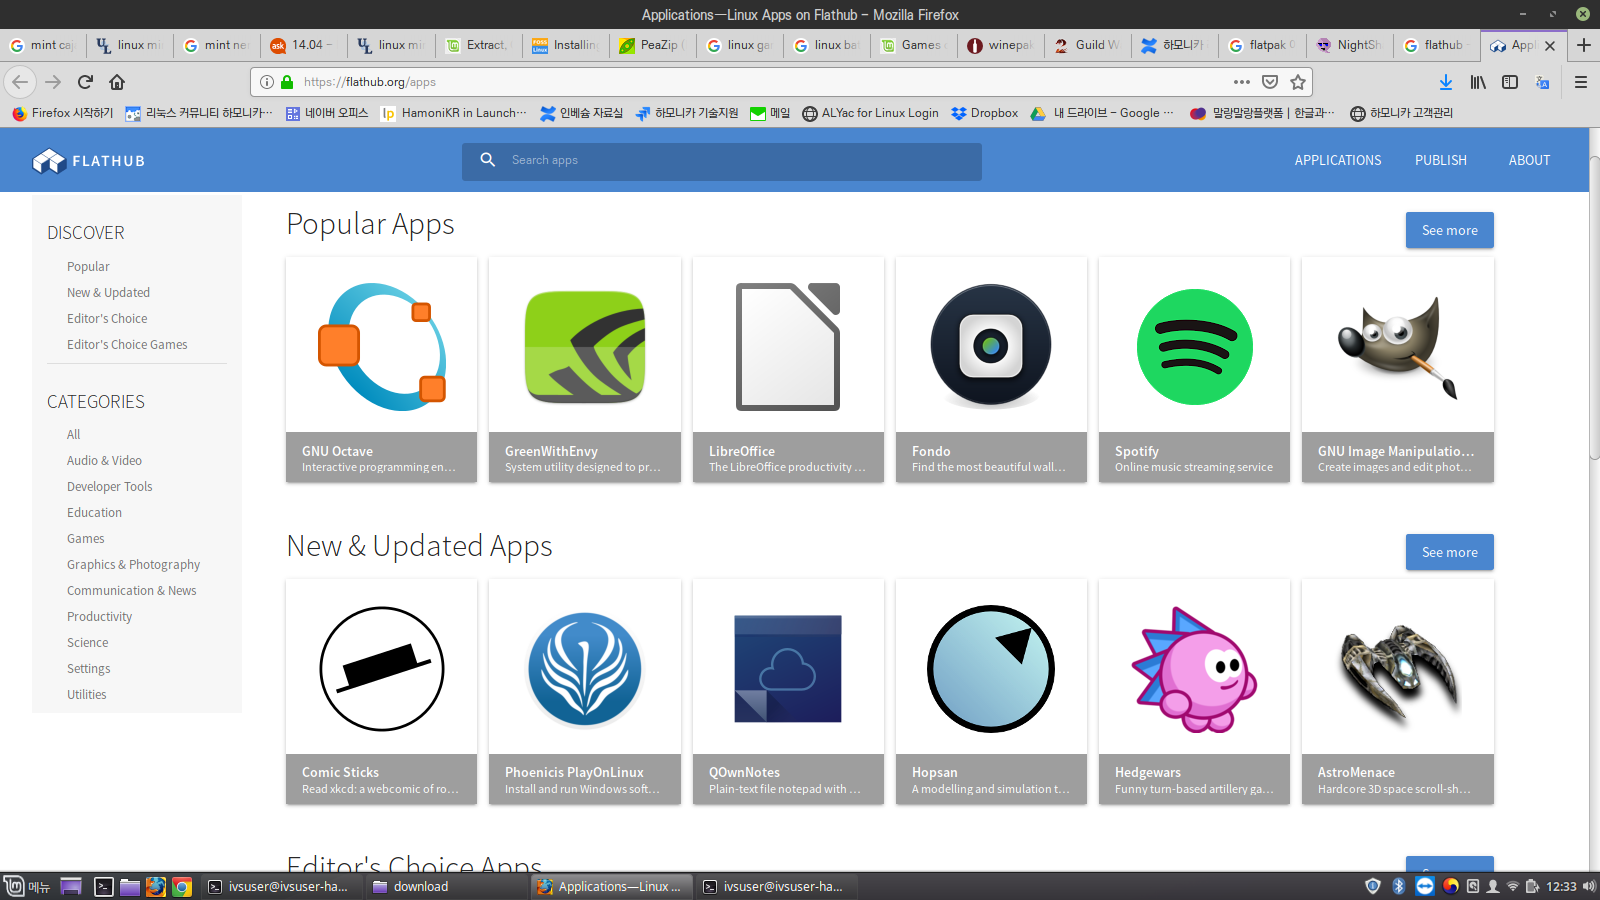 Applications—Linux Apps on Flathub - Mozilla Firefox
mint caj
linux mi
mint ne
14.04 -
linux mi
Extract,
Installing
PeaZip (
linux ga
linux ba
Games
winepak
Guild W
하모니카
flatpak
NightSh
flathub
Appl
https://flathub.org/apps
Firefox 시작하기
리눅스 커뮤니티 하모니카…
네이버 오피스
HamoniKR in Launch…
인베슘 자료실
하모니카 기술지원
메일
ALYac for Linux Login
Dropbox
내 드라이브 - Google …
말랑말랑플랫폼 | 한글과…
하모니카 고객관리
FLATHUB
Search apps
APPLICATIONS
PUBLISH
ABOUT
DISCOVER
Popular
New & Updated
Editor's Choice
Editor's Choice Games
CATEGORIES
All
Audio & Video
Developer Tools
Education
Games
Graphics & Photography
Communication & News
Productivity
Science
Settings
Utilities
Popular Apps
See more
GNU Octave
Interactive programming en…
GreenWithEnvy
System utility designed to pr…
LibreOffice
The LibreOffice productivity …
Fondo
Find the most beautiful wall…
Spotify
Online music streaming service
GNU Image Manipulatio…
Create images and edit phot…
New & Updated Apps
See more
Comic Sticks
Read xkcd: a webcomic of ro…
Phoenicis PlayOnLinux
Install and run Windows soft…
QOwnNotes
Plain-text file notepad with …
Hopsan
A modelling and simulation t…
Hedgewars
Funny turn-based artillery ga…
AstroMenace
Hardcore 3D space scroll-sh…
Editor's Choice Apps
메뉴
ivsuser@ivsuser-ha...
download
Applications—Linux ...
ivsuser@ivsuser-ha...
12:33